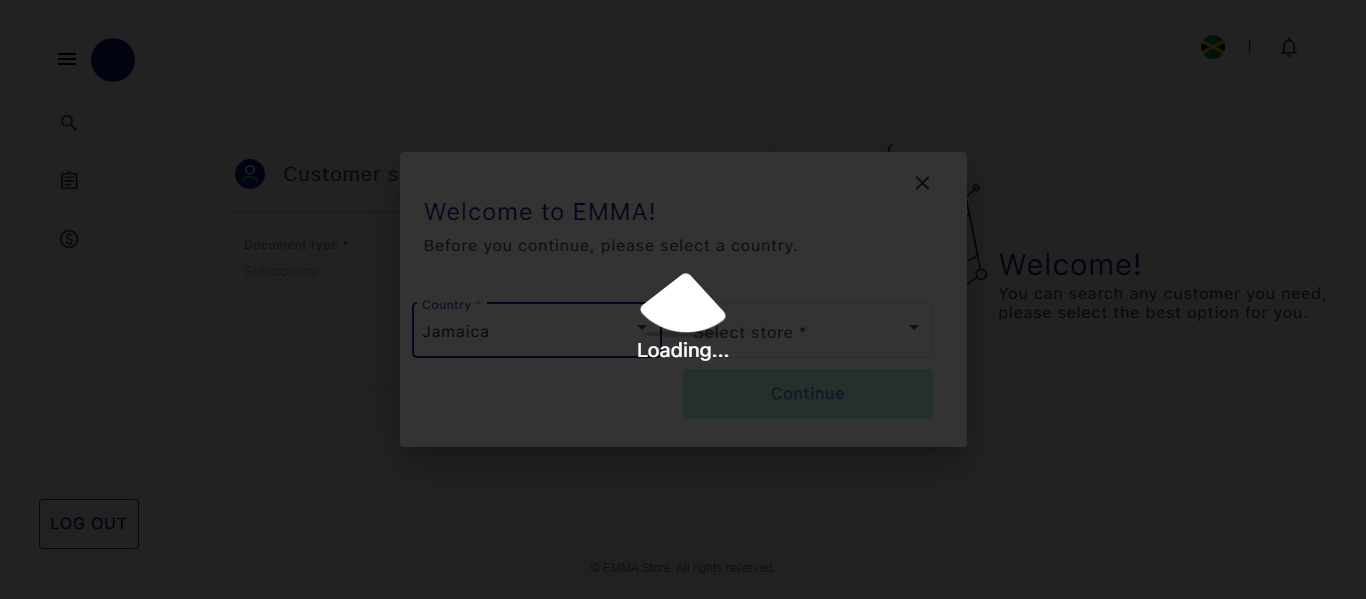 Customer s
Document type *
Seleccionar
Welcome to EMMA!
Before you continue, please select a country.
Country *
Jamaica
Select store *
Loading...
Continue
Welcome!
You can search any customer you need,
please select the best option for you.
LOG OUT
© EMMA Store. All rights reserved